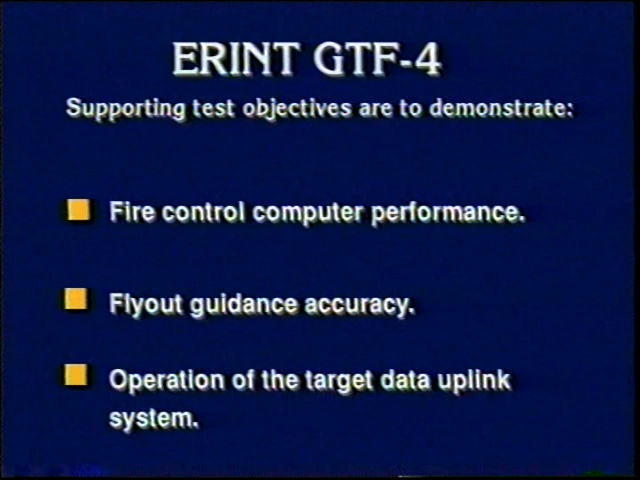 ERINT GTF-4
Supporting test objectives are to demonstrate:
Fire control computer performance.
Flyout guidance accuracy.
Operation of the target data uplink
system.